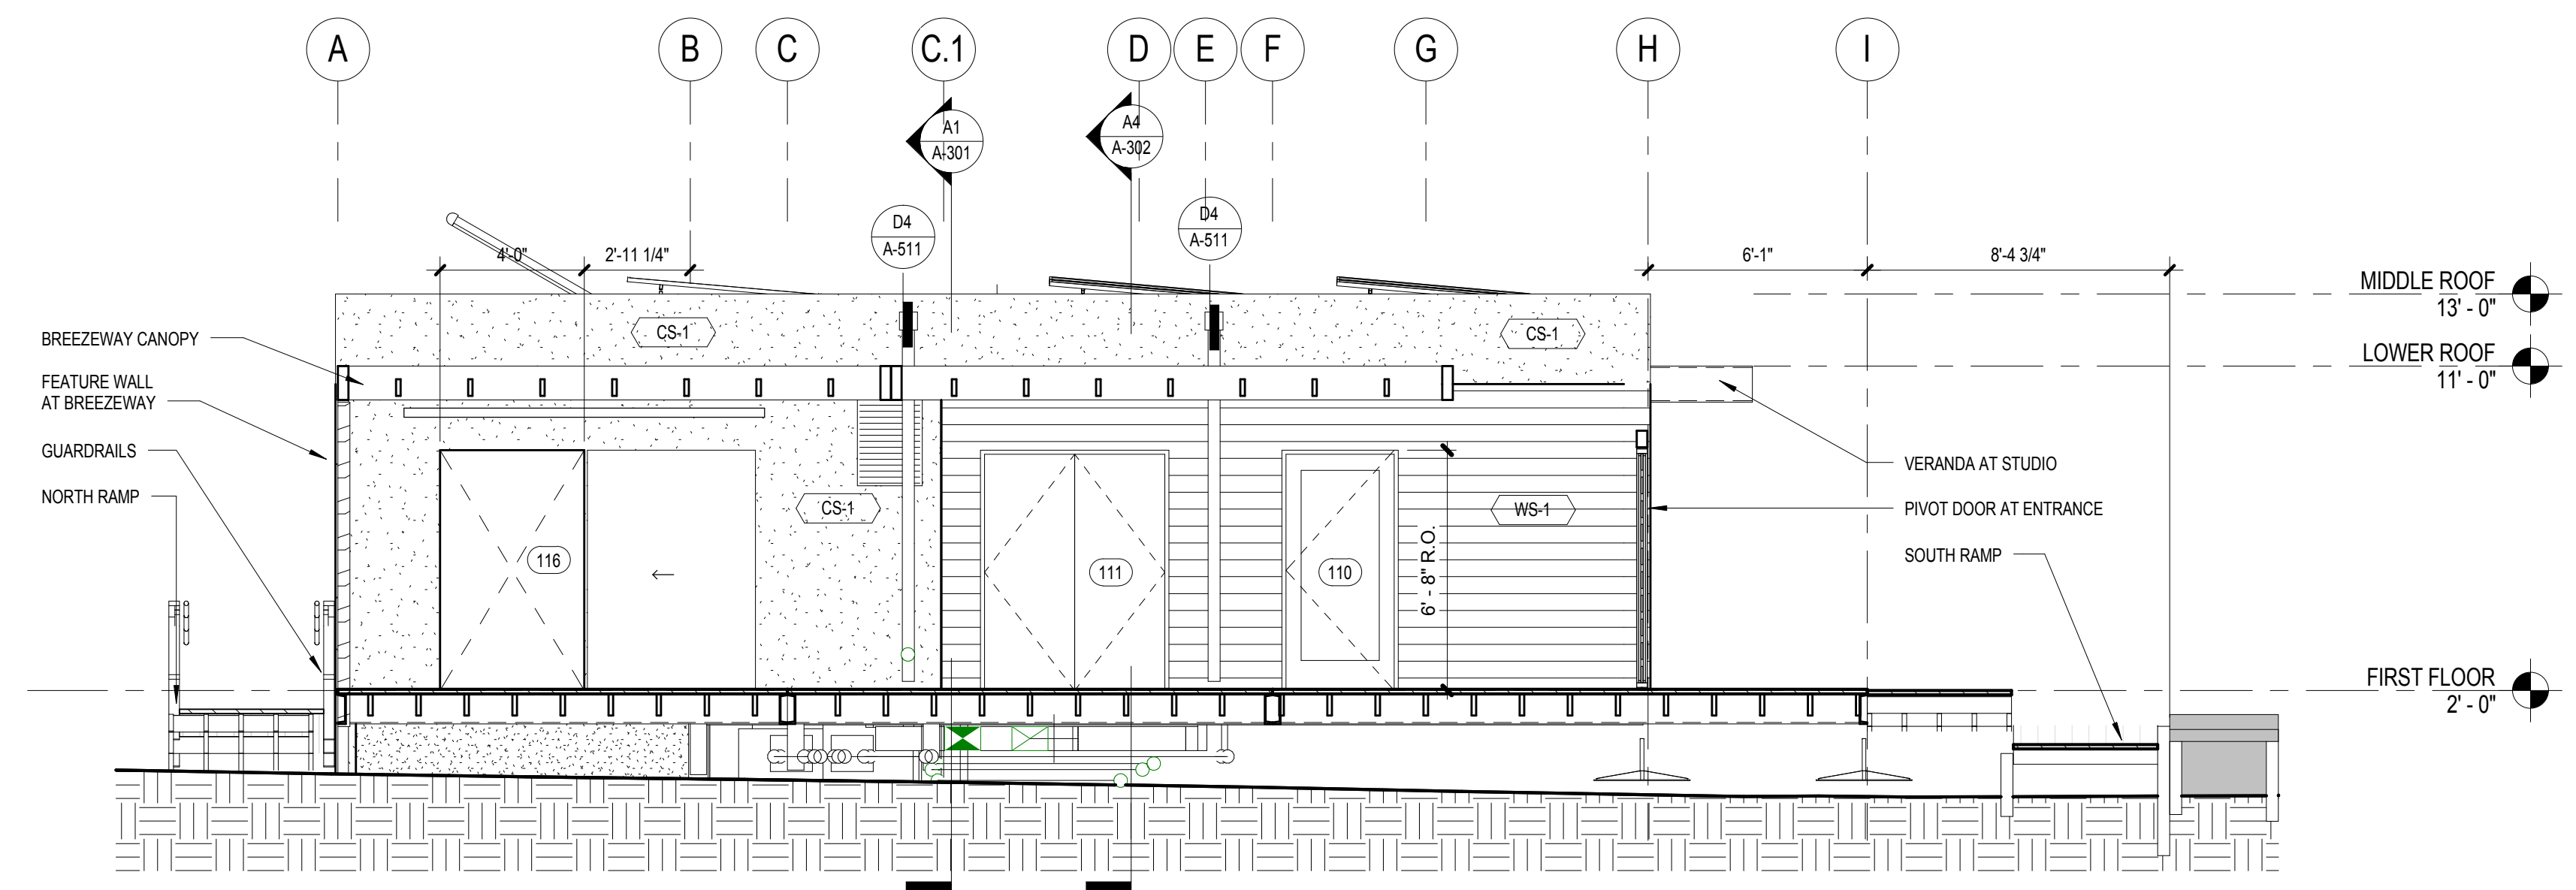 A
B
C
C.1
D
E
F
G
H
I
A1
A-301
A4
A-302
D4
A-511
D4
A-511
4'-0"
2'-11 1/4"
6'-1"
8'-4 3/4"
MIDDLE ROOF
13' - 0"
CS-1
CS-1
BREEZEWAY CANOPY
LOWER ROOF
11' - 0"
FEATURE WALL
AT BREEZEWAY
GUARDRAILS
VERANDA AT STUDIO
NORTH RAMP
CS-1
WS-1
PIVOT DOOR AT ENTRANCE
SOUTH RAMP
116
111
110
6' - 8" R.O.
FIRST FLOOR
2' - 0"